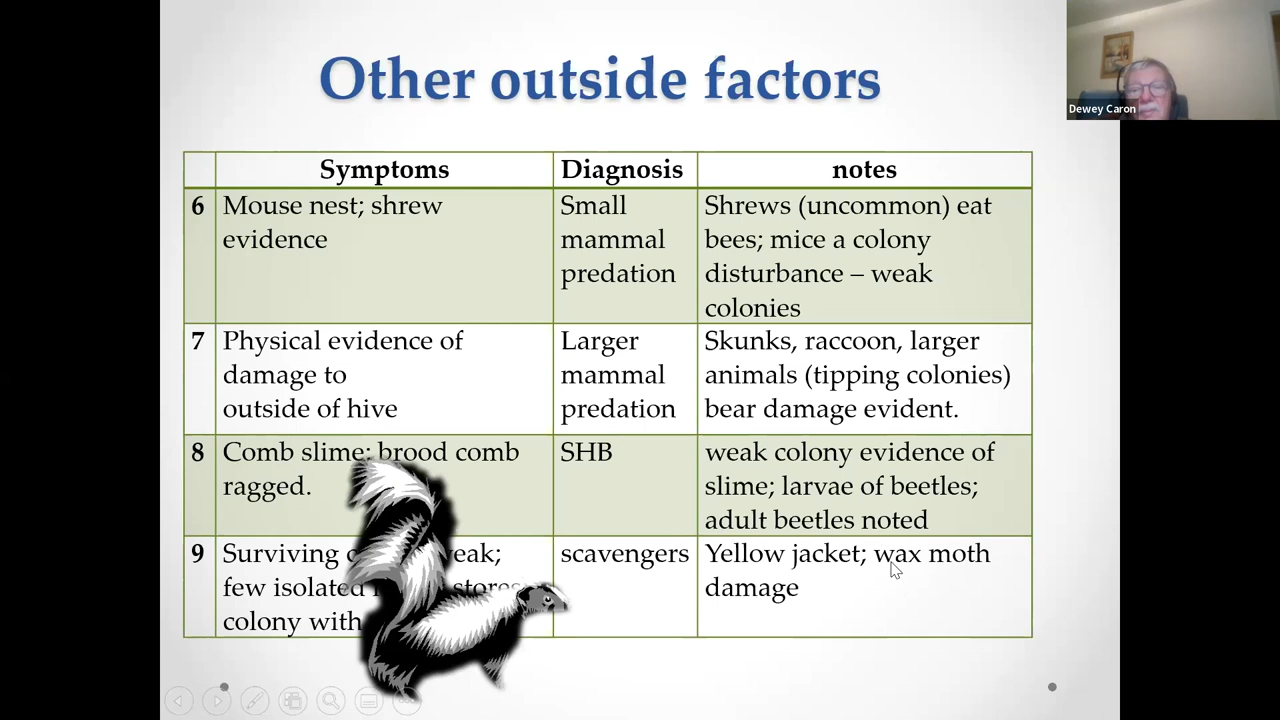 Other outside factors
Dewey Caron
Symptoms Diagnosis notes
6 Mouse nest; shrew
evidence
Small
mammal
predation
Shrews (uncommon) eat
bees; mice a colony
disturbance – weak
colonies
7 Physical evidence of
damage to
outside of hive
Larger
mammal
predation
Skunks, raccoon, larger
animals (tipping colonies)
bear damage evident.
8 Comb slime; brood comb
ragged.
SHB
weak colony evidence of
slime; larvae of beetles;
adult beetles noted
9 Surviving weak;
few isolated stores
colony with
scavengers
Yellow jacket; wax moth
damage